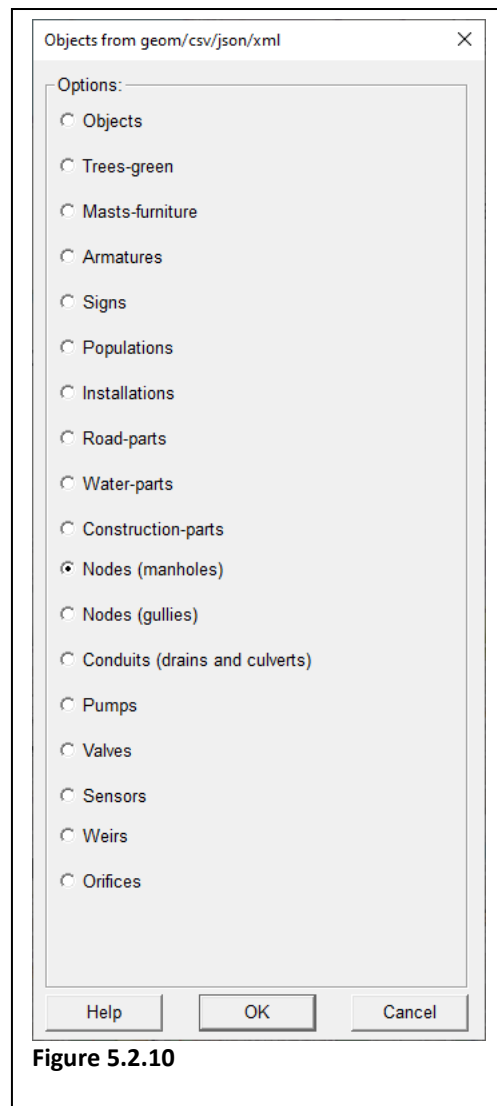 Objects from geom/csv/json/xml
Options:
Objects
Trees-green
Masts-furniture
Armatures
Signs
Populations
Installations
Road-parts
Water-parts
Construction-parts
Nodes (manholes)
Nodes (gullies)
Conduits (drains and culverts)
Pumps
Valves
Sensors
Weirs
Orifices
Help OK Cancel
Figure 5.2.10